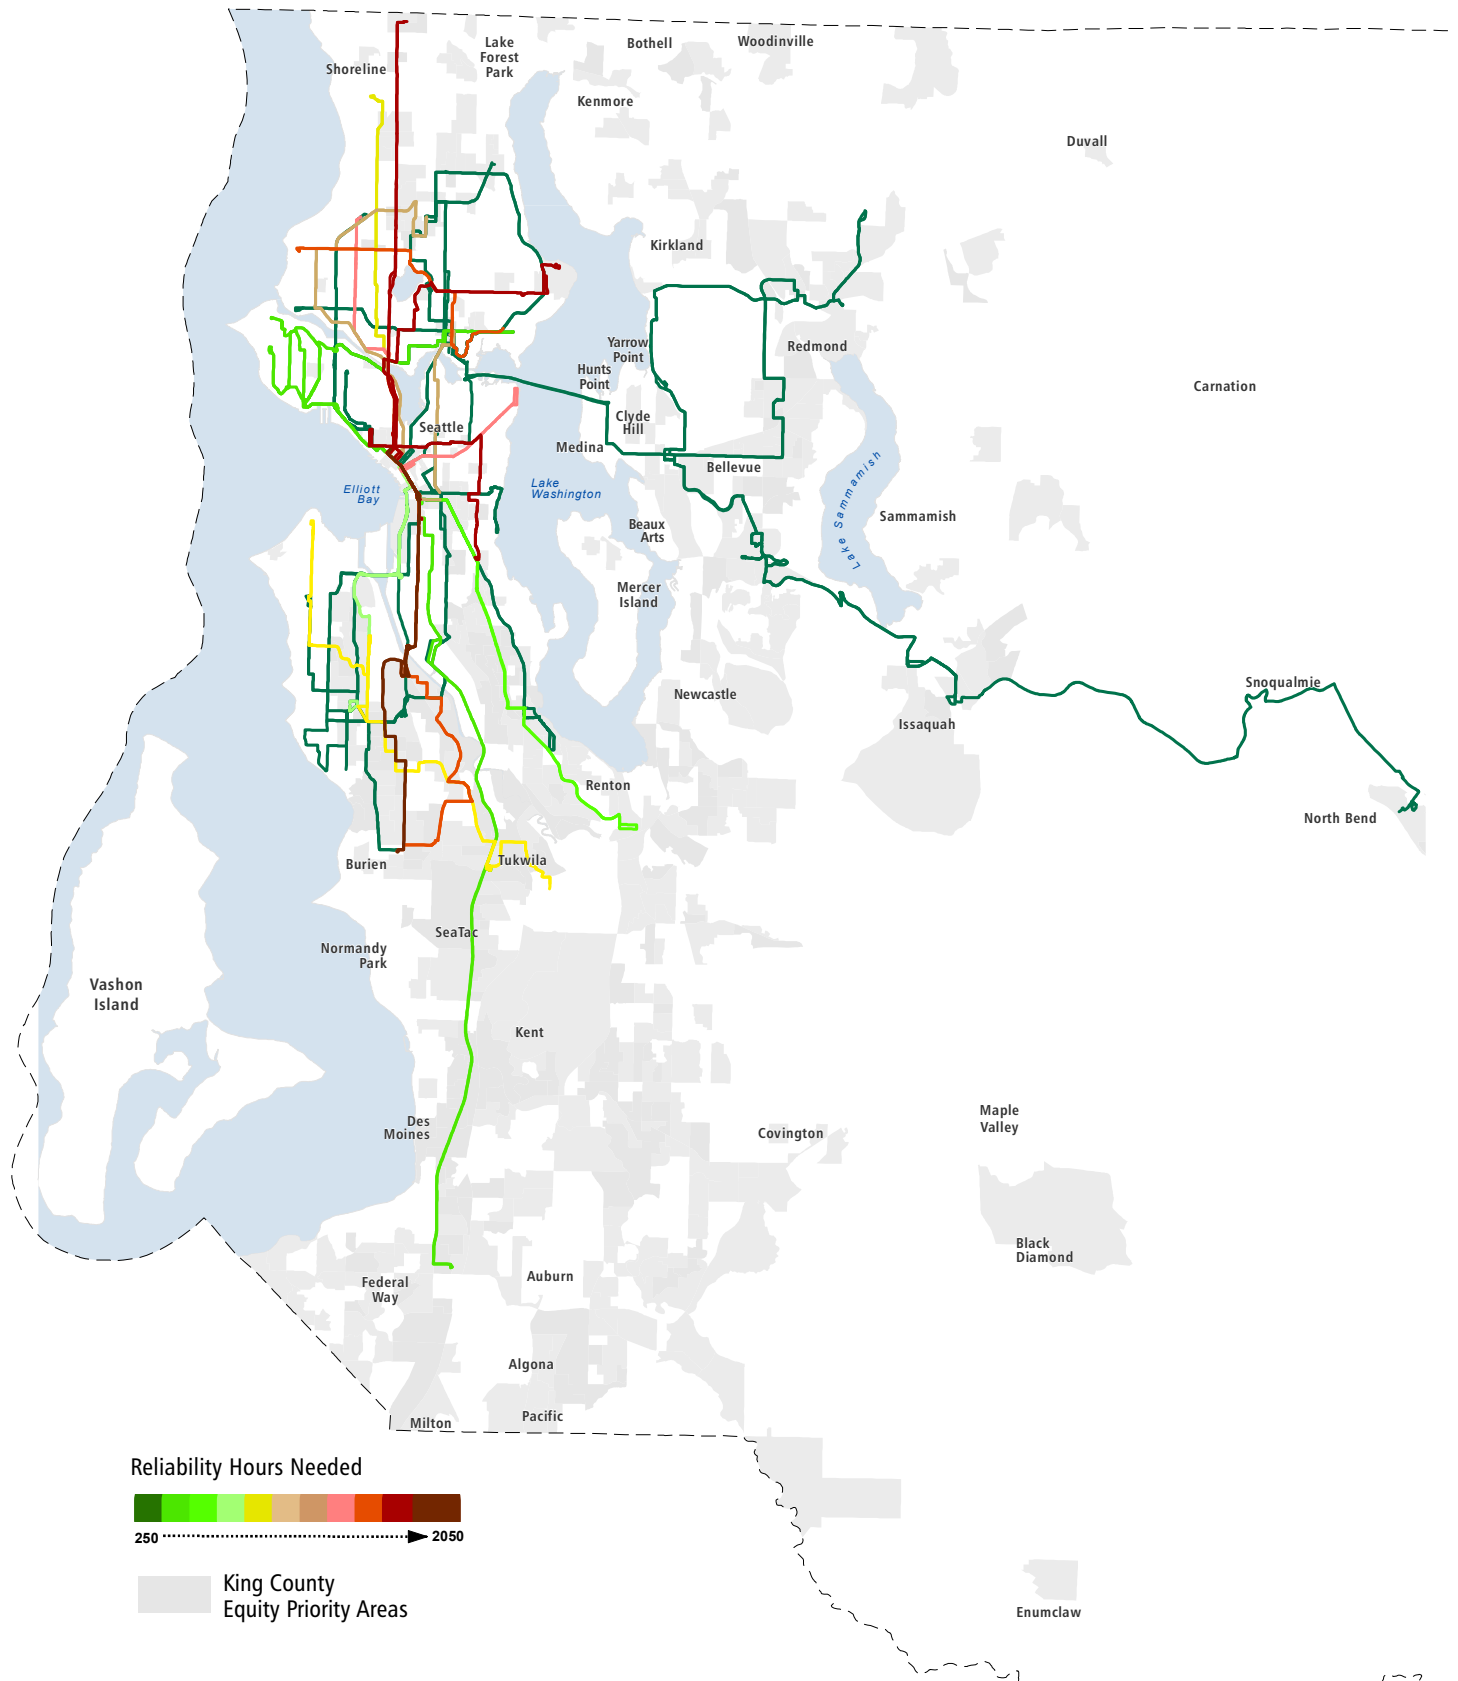 Lake
Forest
Park
Bothell
Woodinville
Shoreline
Kenmore
Duvall
Kirkland
Yarrow
Point
Redmond
Hunts
Point
Carnation
Clyde
Hill
Seattle
Medina
Bellevue
Elliott
Bay
Lake
Washington
Lake Sammamish
Sammamish
Beaux
Arts
Mercer
Island
Newcastle
Snoqualmie
Issaquah
Renton
North Bend
Burien
Tukwila
SeaTac
Normandy
Park
Vashon
Island
Kent
Des
Moines
Covington
Maple
Valley
Black
Diamond
Federal
Way
Auburn
Algona
Pacific
Milton
Reliability Hours Needed
250
2050
King County
Equity Priority Areas
Enumclaw